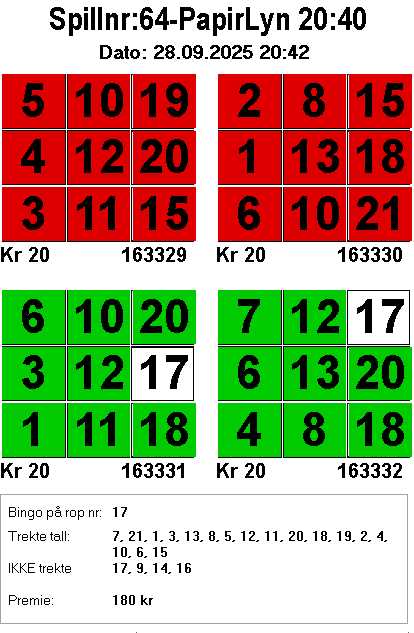 Spillnr:64-PapirLyn 20:40
Dato: 28.09.2025 20:42
5 10 19
4 12 20
3 11 15
Kr 20 163329
2 8 15
1 13 18
6 10 21
Kr 20 163330
6 10 20
3 12 17
1 11 18
Kr 20 163331
7 12 17
6 13 20
4 8 18
Kr 20 163332
Bingo på rop nr: 17
Trekte tall: 7, 21, 1, 3, 13, 8, 5, 12, 11, 20, 18, 19, 2, 4,
10, 6, 15
IKKE trekte 17, 9, 14, 16
Premie: 180 kr